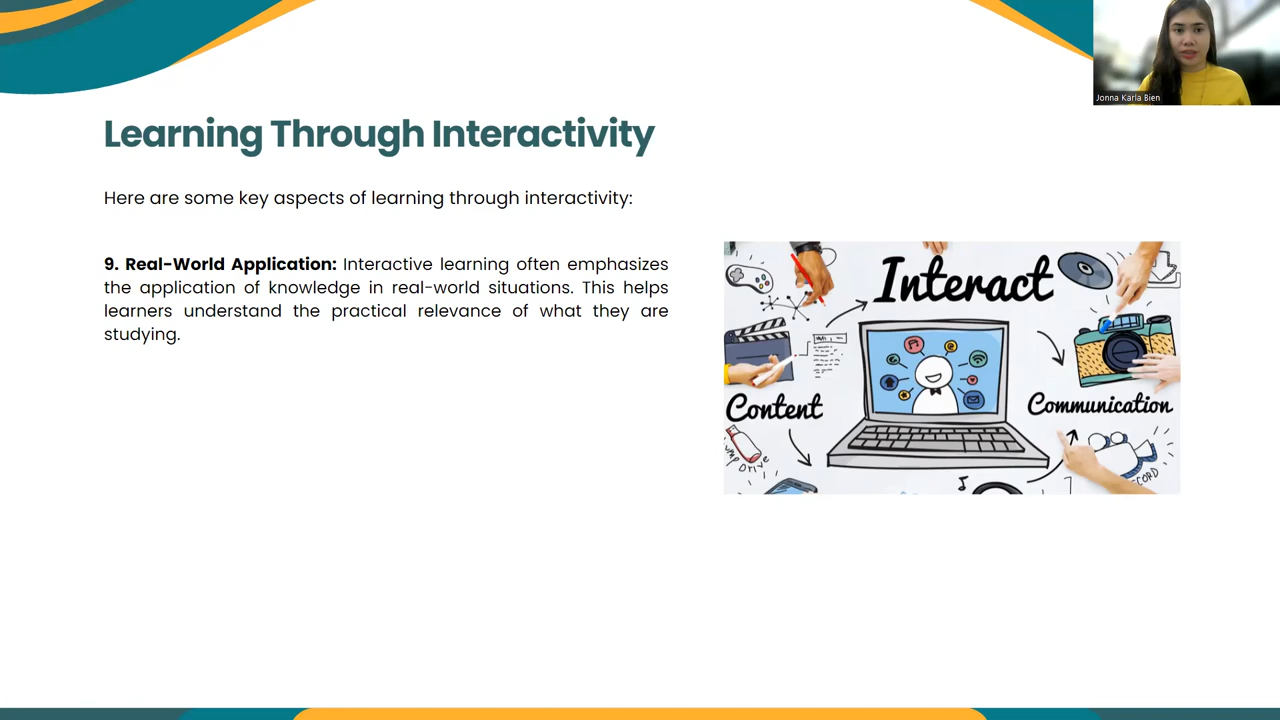 Jonna Karla Bien
Learning Through Interactivity
Here are some key aspects of learning through interactivity:
9. Real-World Application: Interactive learning often emphasizes
the application of knowledge in real-world situations. This helps
learners understand the practical relevance of what they are
studying.
Interact
Content
Communication